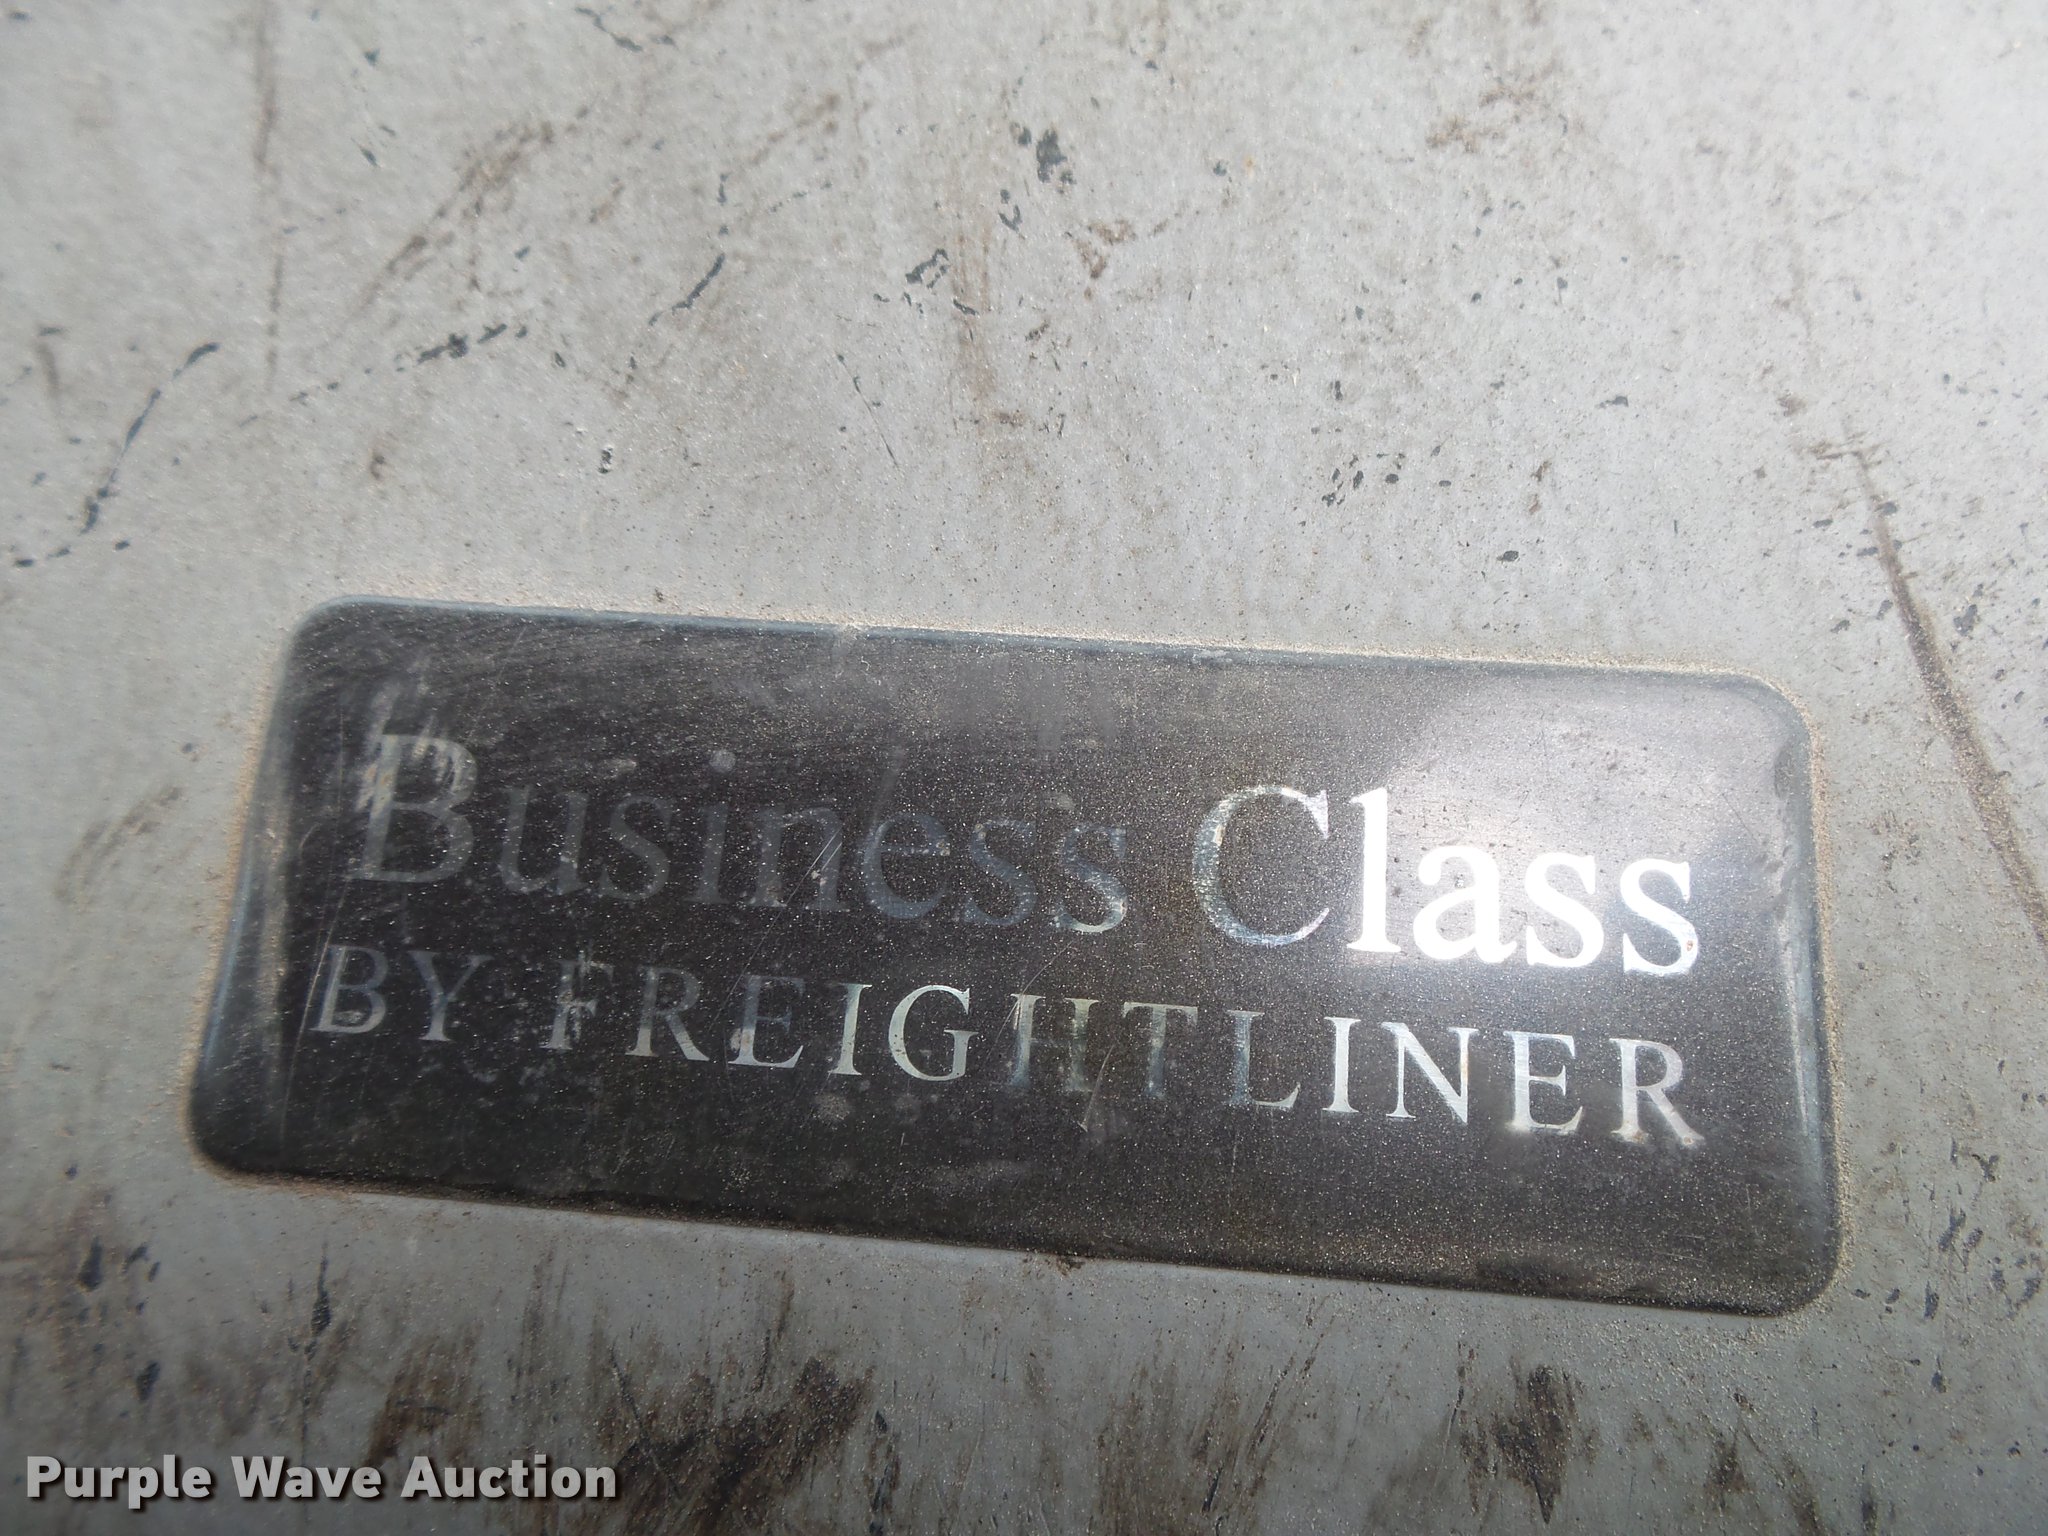 Business Class
BY FREIGHTLINER
Purple Wave Auction